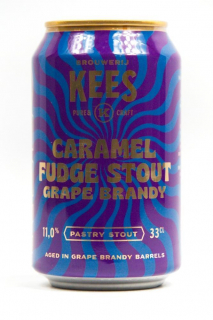 BROUWERIJ
KEES
PURE & CRAFT
CARAMEL
FUDGE STOUT
GRAPE BRANDY
11.0% PASTRY STOUT 33CL
AGED IN GRAPE BRANDY BARRELS